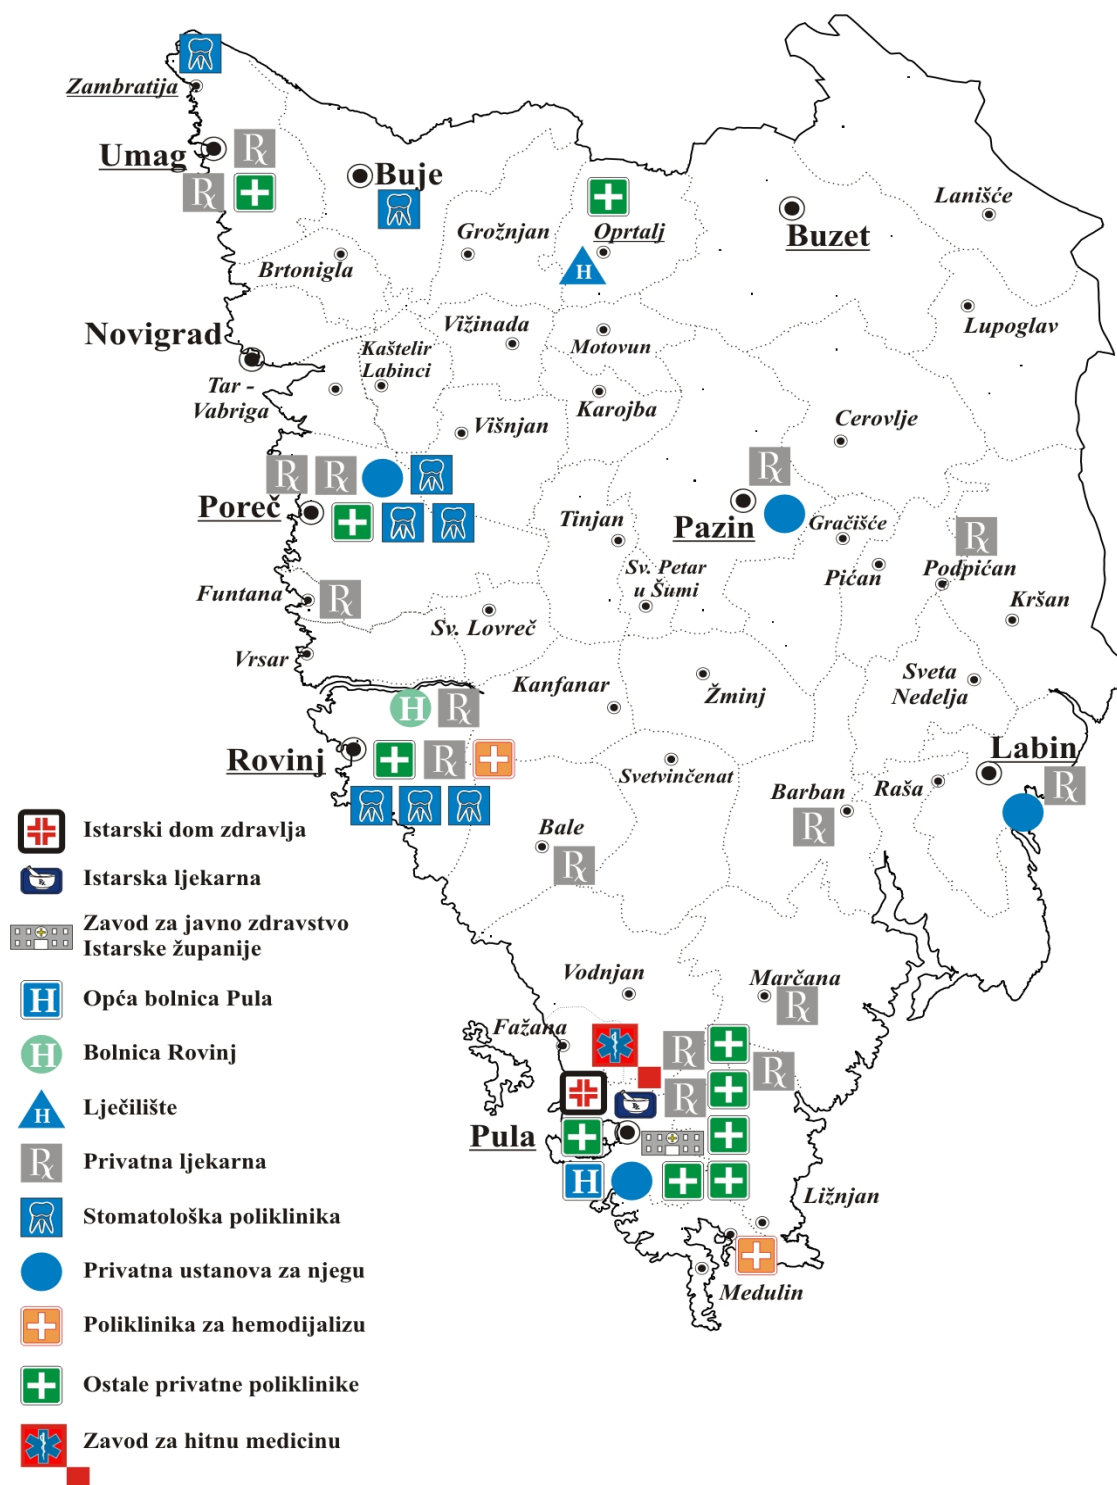 Zambratija
Umag
Buje
Oprtalj
Grožnjan
Brtonigla
Buzet
Lanišće
Lupoglav
Novigrad
Vižinada
Motovun
Kaštelir
Labinci
Tar -
Vabriga
Karojba
Višnjan
Cerovlje
Poreč
Tinjan
Pazin
Gračišće
Pićan
Podpićan
Sv. Petar
u Šumi
Kršan
Funtana
Sv. Lovreč
Vrsar
Kanfanar
Žminj
Sveta
Nedelja
H
Rovinj
Svetvinčenat
Labin
Raša
Barban
Bale
Vodnjan
Marčana
Fažana
Pula
H
Ližnjan
Medulin
Istarski dom zdravlja
Istarska ljekarna
Zavod za javno zdravstvo
Istarske županije
H Opća bolnica Pula
H Bolnica Rovinj
H Lječilište
Rx Privatna ljekarna
Stomatološka poliklinika
Privatna ustanova za njegu
Poliklinika za hemodijalizu
Ostale privatne poliklinike
Zavod za hitnu medicinu